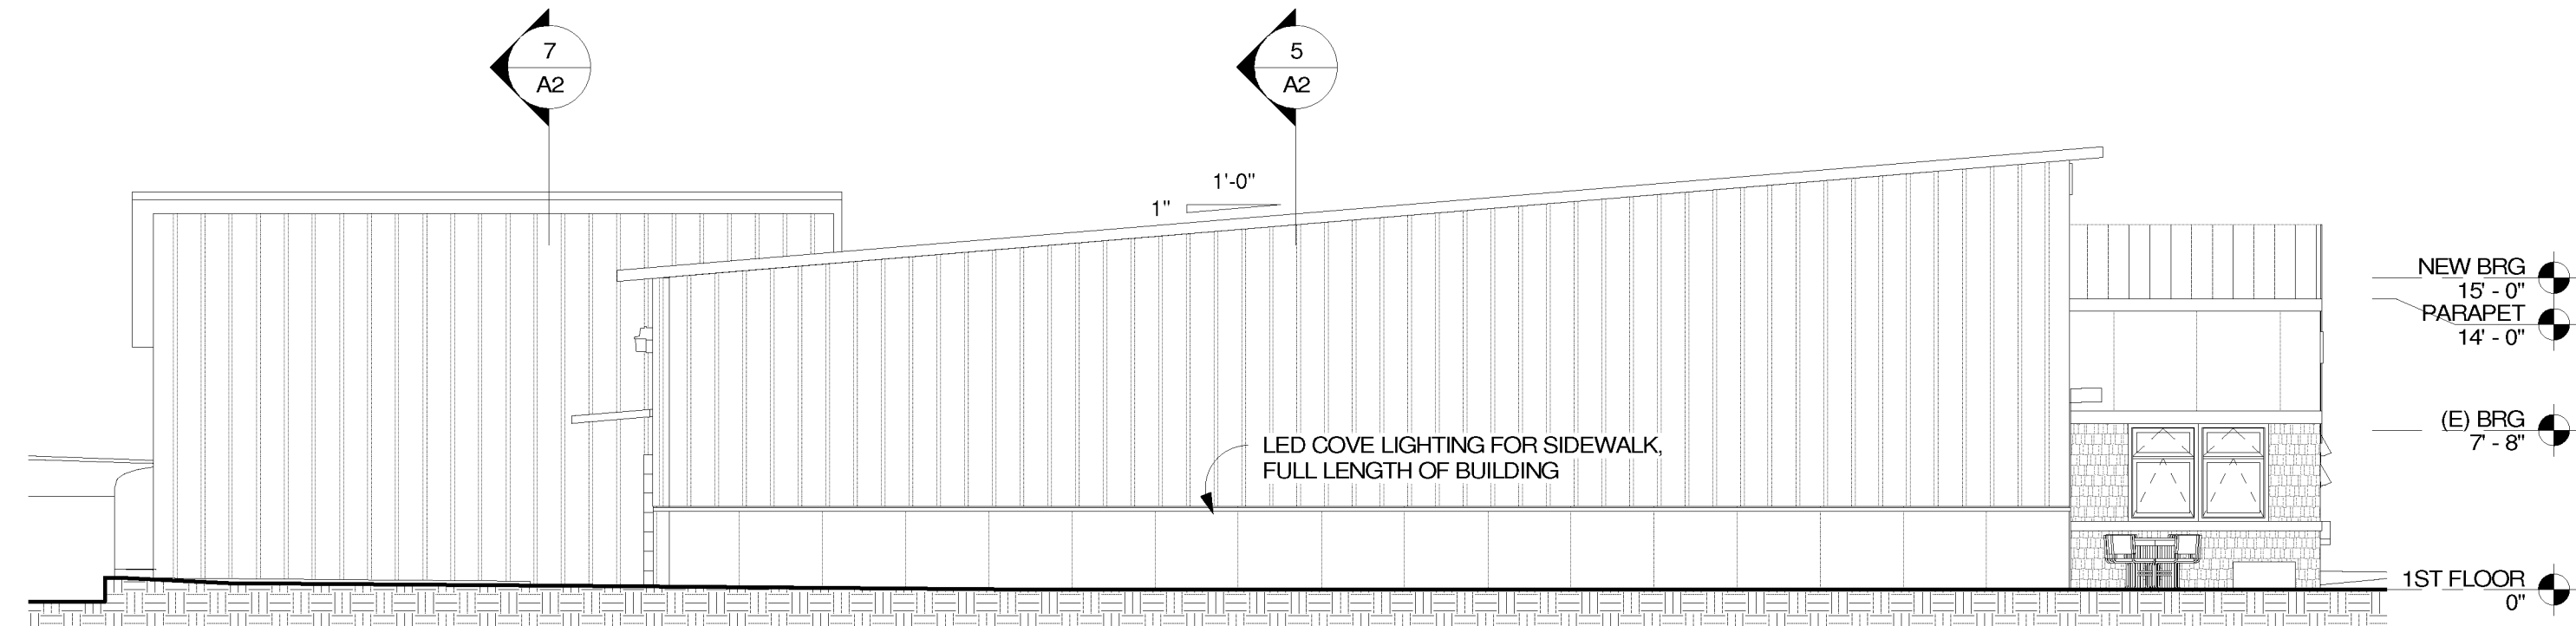 7
A2
5
A2
1'-0"
1"
NEW BRG
15' - 0"
PARAPET
14' - 0"
(E) BRG
7' - 8"
LED COVE LIGHTING FOR SIDEWALK,
FULL LENGTH OF BUILDING
1ST FLOOR
0"